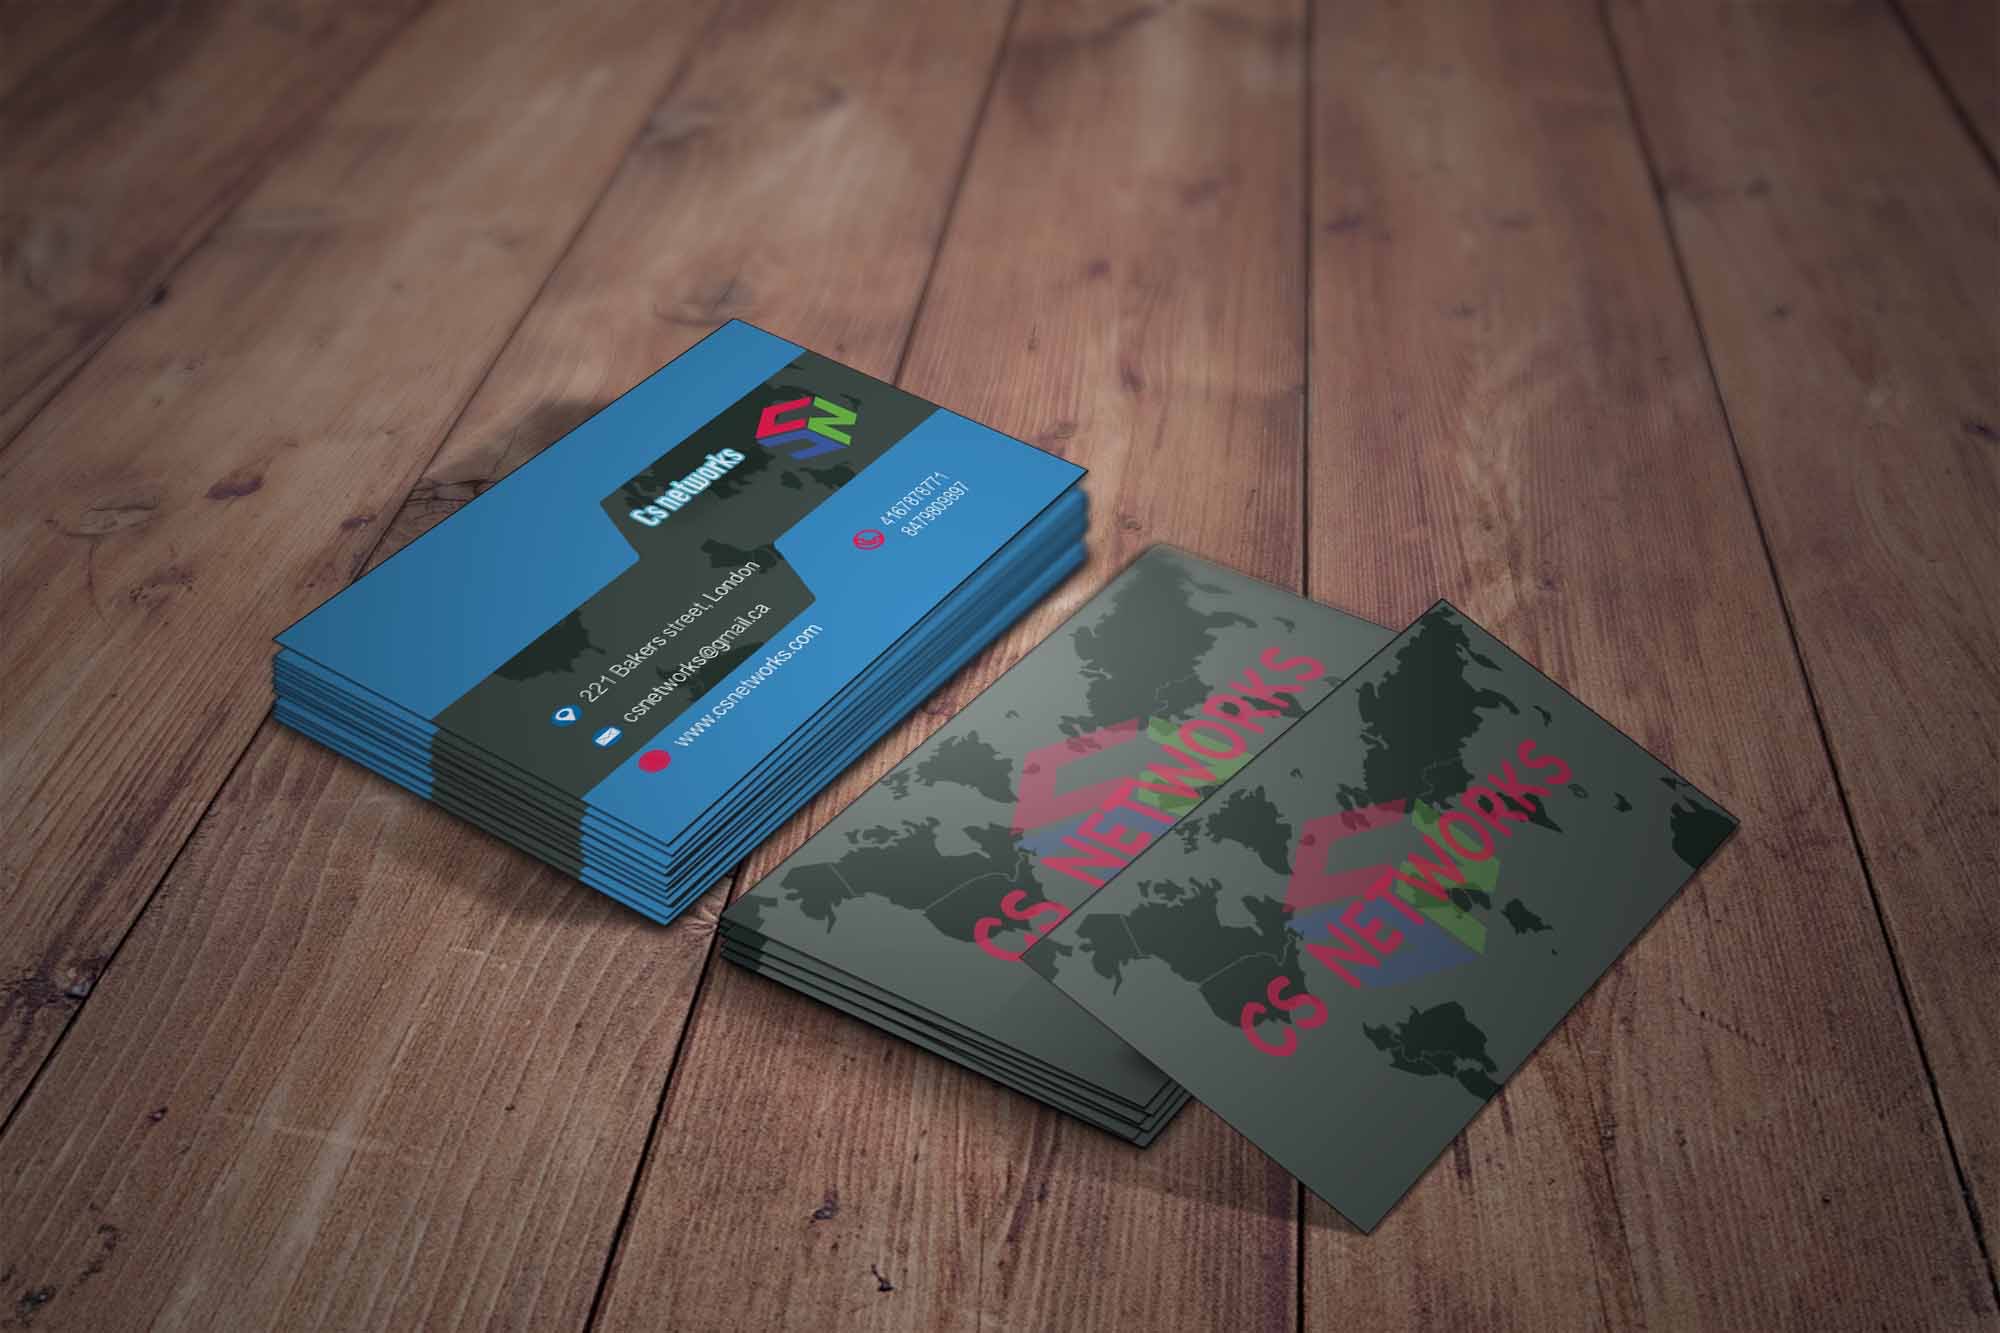 Cs networks
4167878771
8479809897
221 Bakers street, London
csnetworks@gmail.ca
www.csnetworks.com
CS NETWORKS
CS NETWORKS